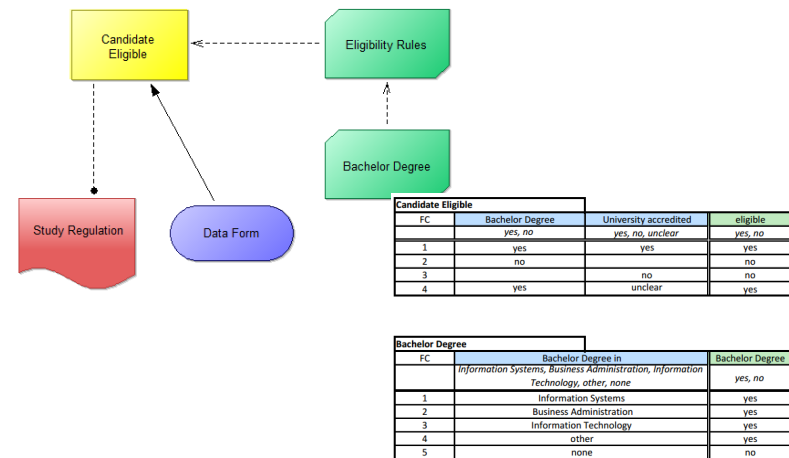 Candidate
Eligible
Eligibility Rules
Bachelor Degree
Study Regulation
Data Form
Candidate Eligible
FC Bachelor Degree University accredited eligible
yes, no yes, no, unclear yes, no
1 yes yes yes
2 no no
3 no no
4 yes unclear yes
Bachelor Degree
FC Bachelor Degree in Bachelor Degree
Information Systems, Business Administration, Information
Technology, other, none yes, no
1 Information Systems yes
2 Business Administration yes
3 Information Technology yes
4 other yes
5 none no